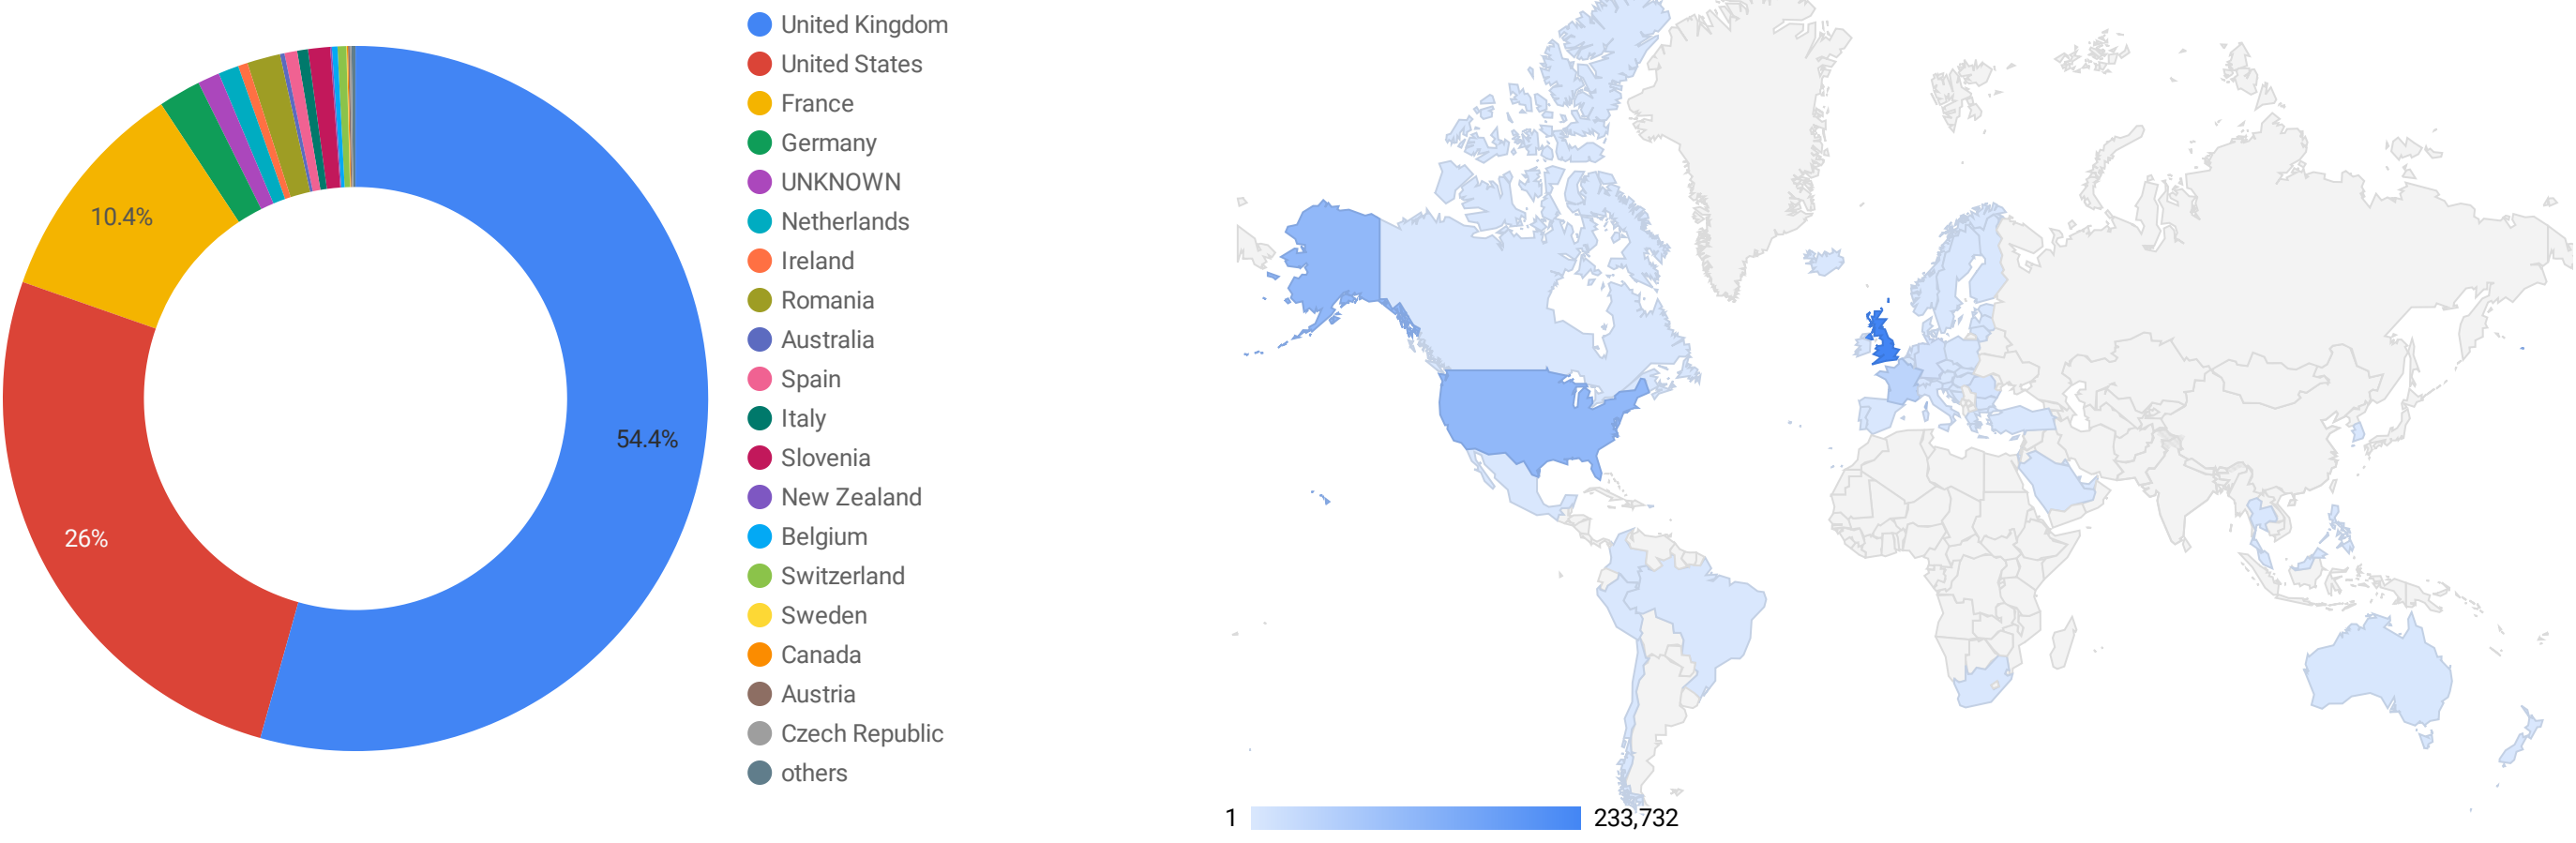 United Kingdom
United States
France
Germany
UNKNOWN
Netherlands
Ireland
Romania
Australia
Spain
Italy
Slovenia
New Zealand
Belgium
Switzerland
Sweden
Canada
Austria
Czech Republic
others
10.4%
54.4%
26%
1
233,732